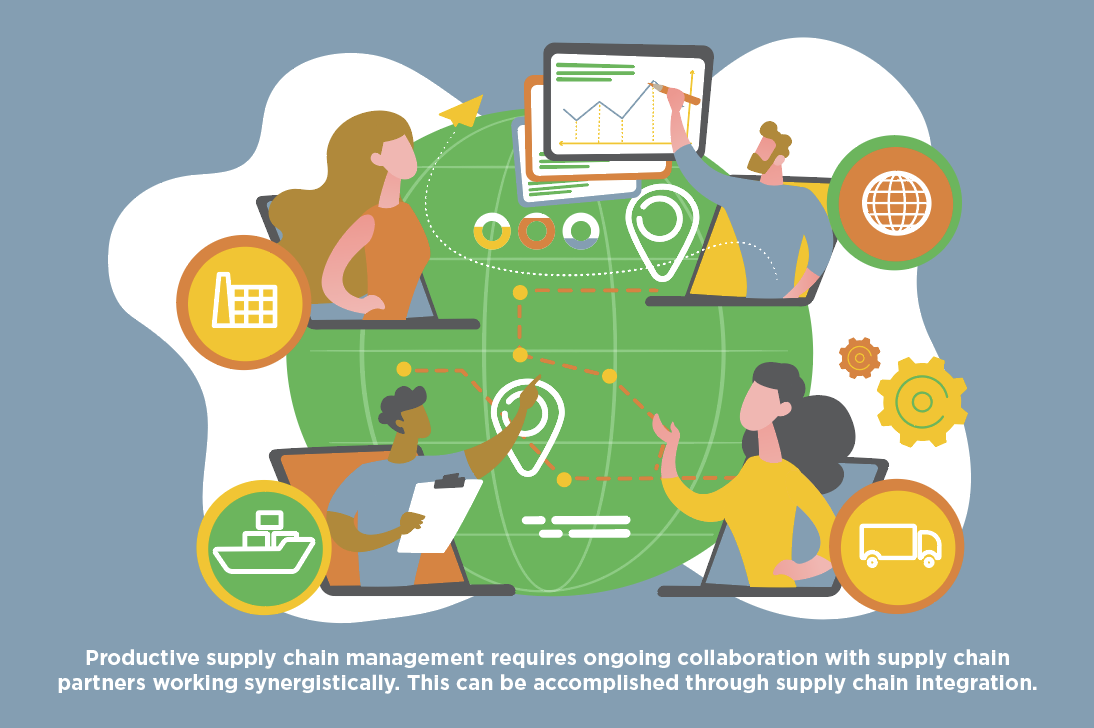 Productive supply chain management requires ongoing collaboration with supply chain
partners working synergistically. This can be accomplished through supply chain integration.